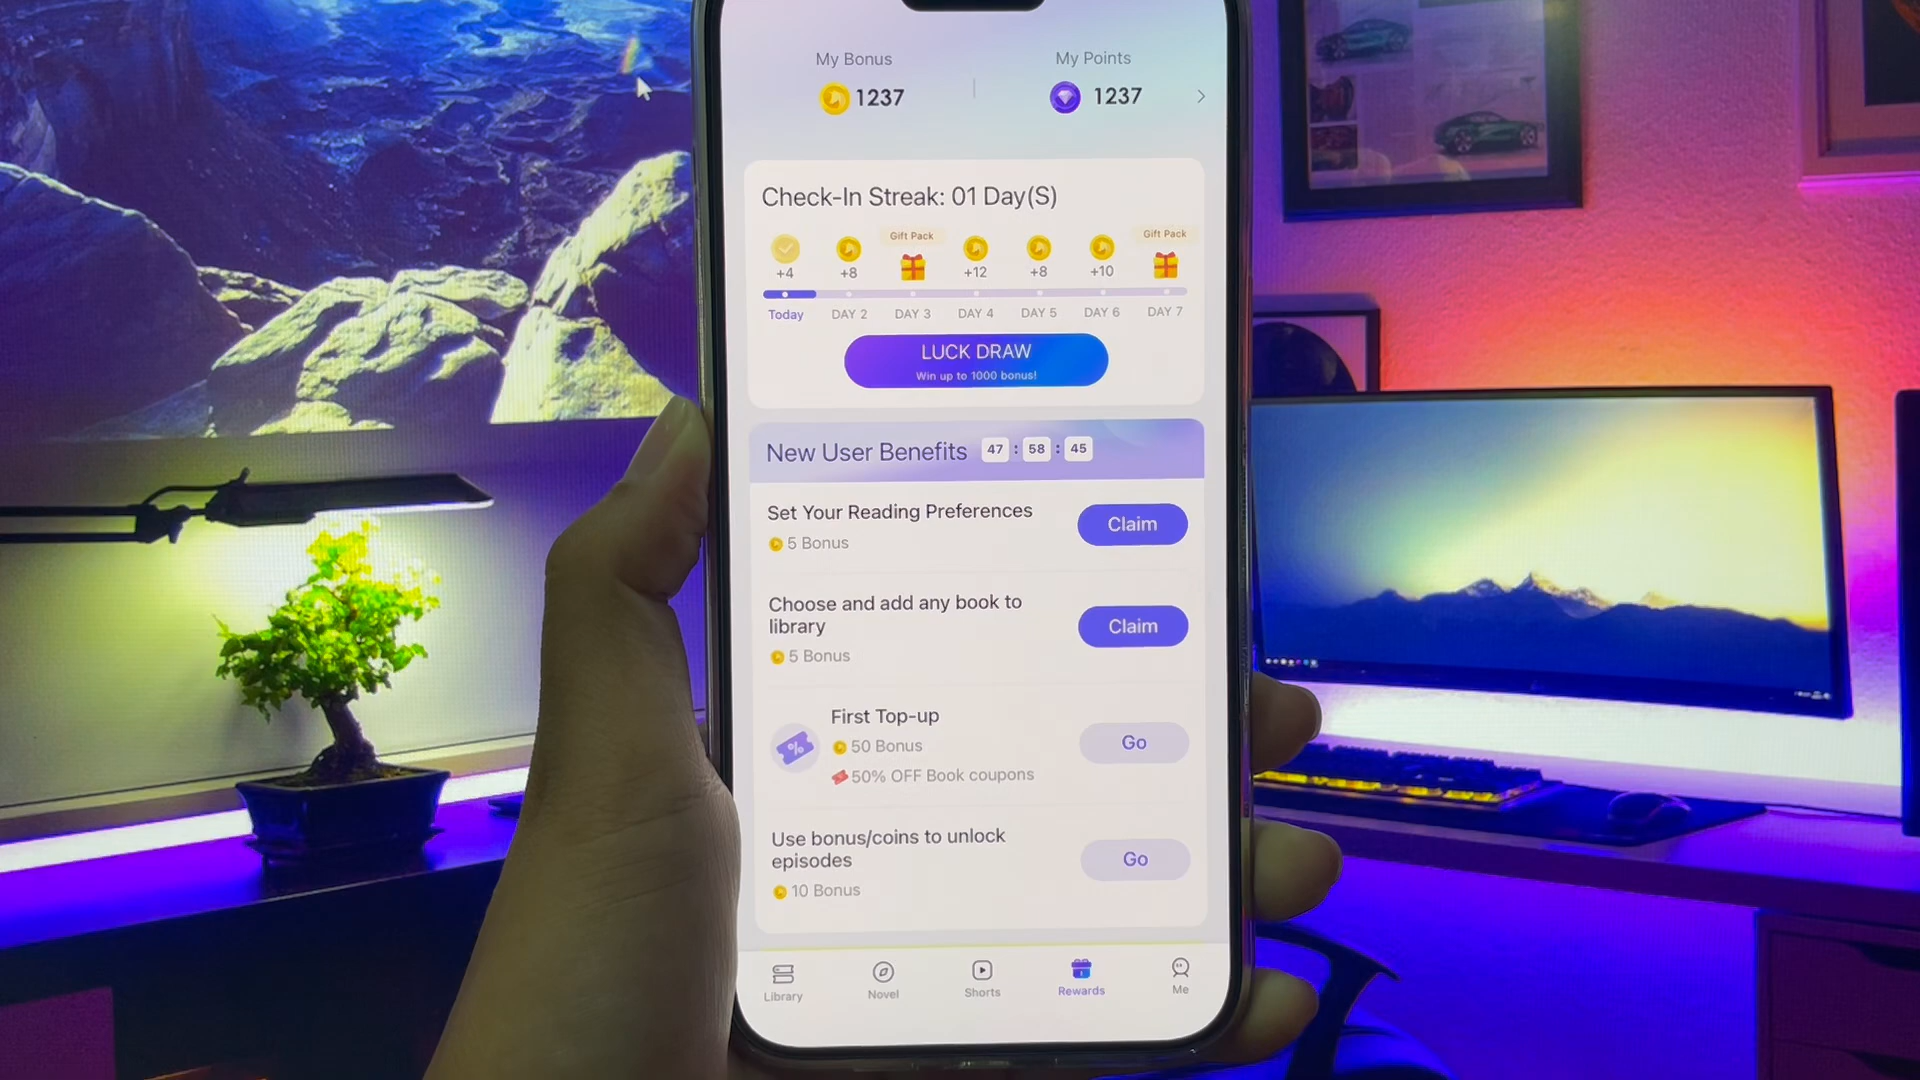 My Bonus
My Points
1237
1237
Check-In Streak: 01 Day(S)
Gift Pack
Gift Pack
+4
+8
+12
+8
+10
Today
DAY 2
DAY 3
DAY 4
DAY 5
DAY 6
DAY 7
LUCK DRAW
Win up to 1000 bonus!
New User Benefits 47 : 58 : 45
Set Your Reading Preferences
5 Bonus
Claim
Choose and add any book to
library
5 Bonus
Claim
First Top-up
50 Bonus
50% OFF Book coupons
Go
Use bonus/coins to unlock
episodes
10 Bonus
Go
Library
Novel
Shorts
Rewards
Me